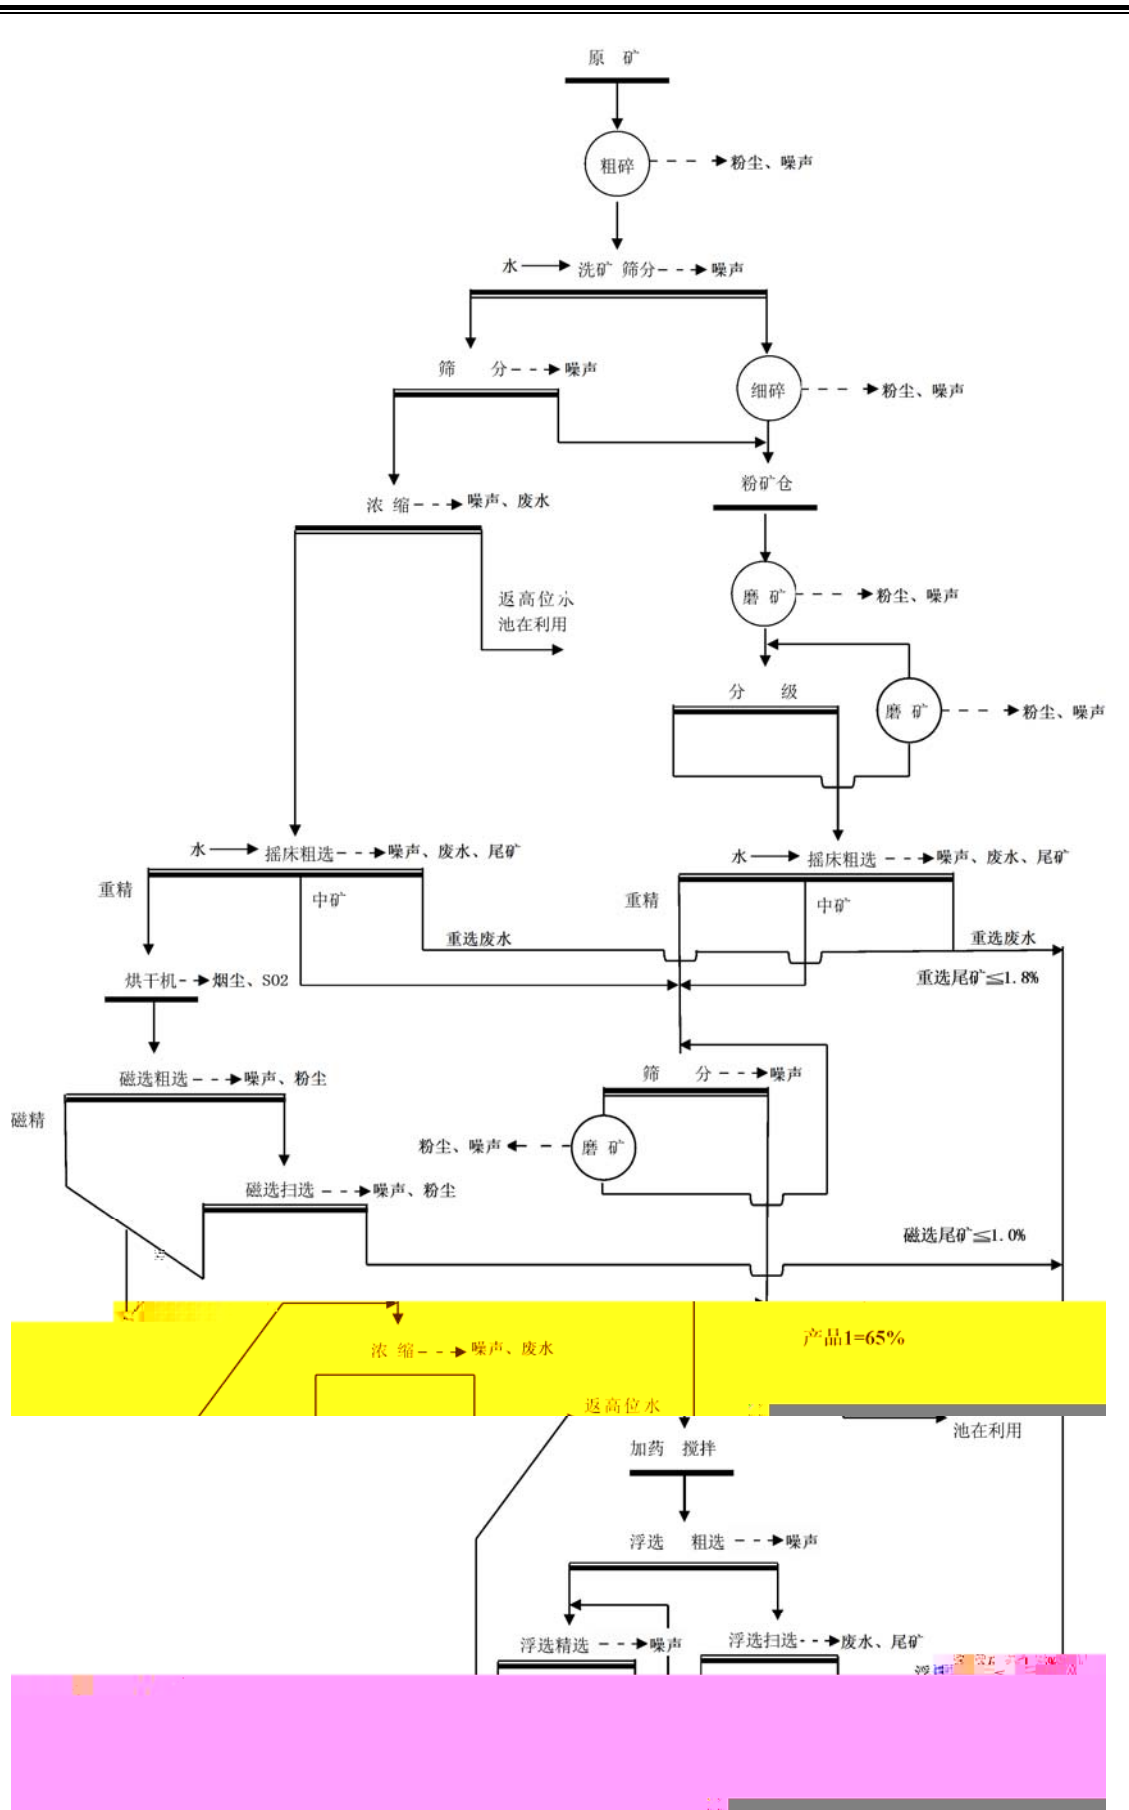 原 矿
粗碎
粉尘、噪声
水
洗矿 筛分
噪声
筛 分
噪声
细碎
粉尘、噪声
粉矿仓
浓 缩
噪声、废水
磨 矿
粉尘、噪声
返高位水
池在利用
分 级
磨 矿
粉尘、噪声
水
摇床粗选
噪声、废水、尾矿
水
摇床粗选
噪声、废水、尾矿
重精
中矿
重精
中矿
重选废水
重选废水
烘干机
烟尘、SO2
重选尾矿≦1.8%
磁选粗选
噪声、粉尘
筛 分
噪声
磁精
粉尘、噪声
磨 矿
磁选扫选
噪声、粉尘
磁选尾矿≦1.0%
产品1=65%
浓 缩
噪声、废水
返高位水
池在利用
加药 搅拌
浮选 粗选
噪声
浮选精选
噪声
浮选扫选
废水、尾矿
浮